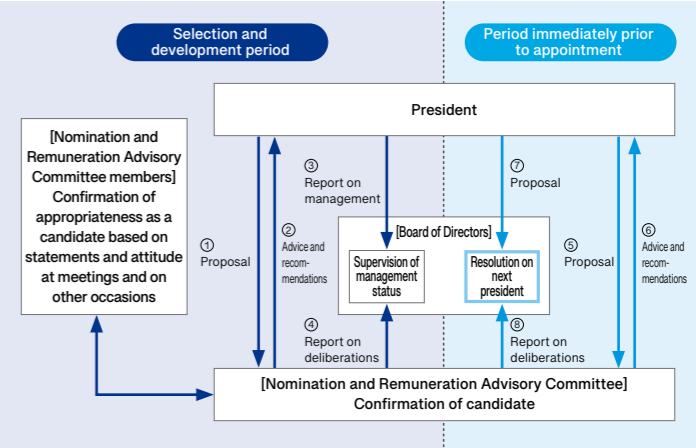 Selection and
development period
Period immediately prior
to appointment
President
[Nomination and
Remuneration Advisory
Committee members]
Confirmation of
appropriateness as a
candidate based on
statements and attitude
at meetings and on
other occasions
①
Proposal
②
Advice and
recom-
mendations
③
Report on
management
⑦
Proposal
[Board of Directors]
Supervision of
management
status
Resolution on
next
president
⑤
Proposal
⑥
Advice and
recom-
mendations
④
Report on
deliberations
⑧
Report on
deliberations
[Nomination and Remuneration Advisory Committee]
Confirmation of candidate